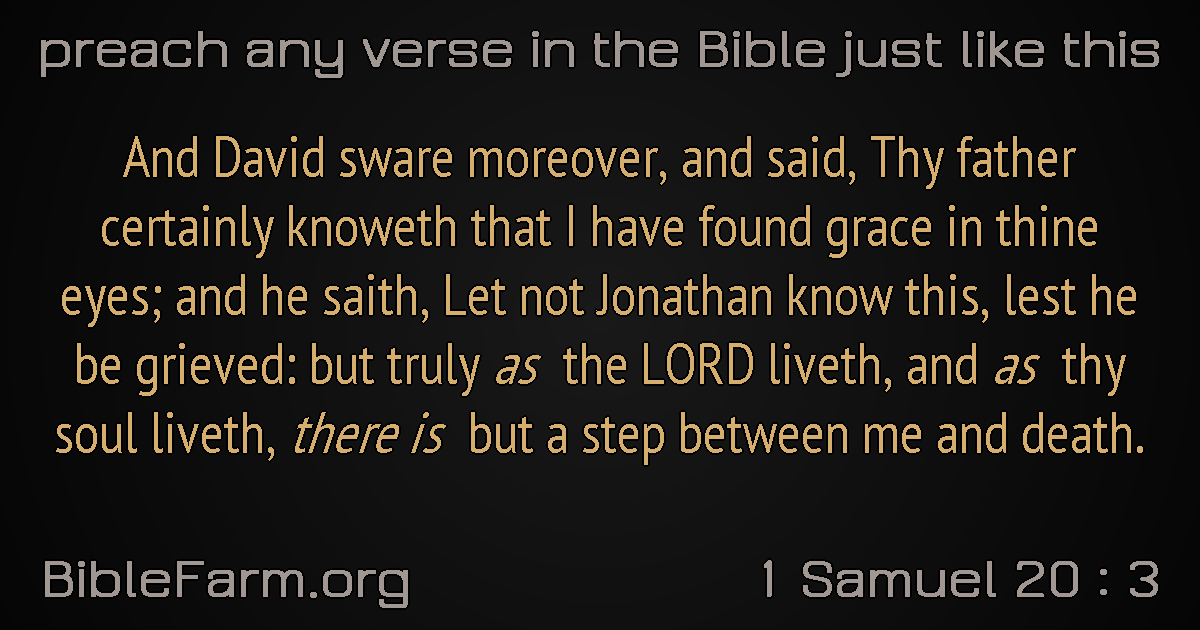 preach any verse in the Bible just like this
And David sware moreover, and said, Thy father
certainly knoweth that I have found grace in thine
eyes; and he saith, Let not Jonathan know this, lest he
be grieved: but truly as the LORD liveth, and as thy
soul liveth, there is but a step between me and death.
BibleFarm.org
1 Samuel 20 : 3